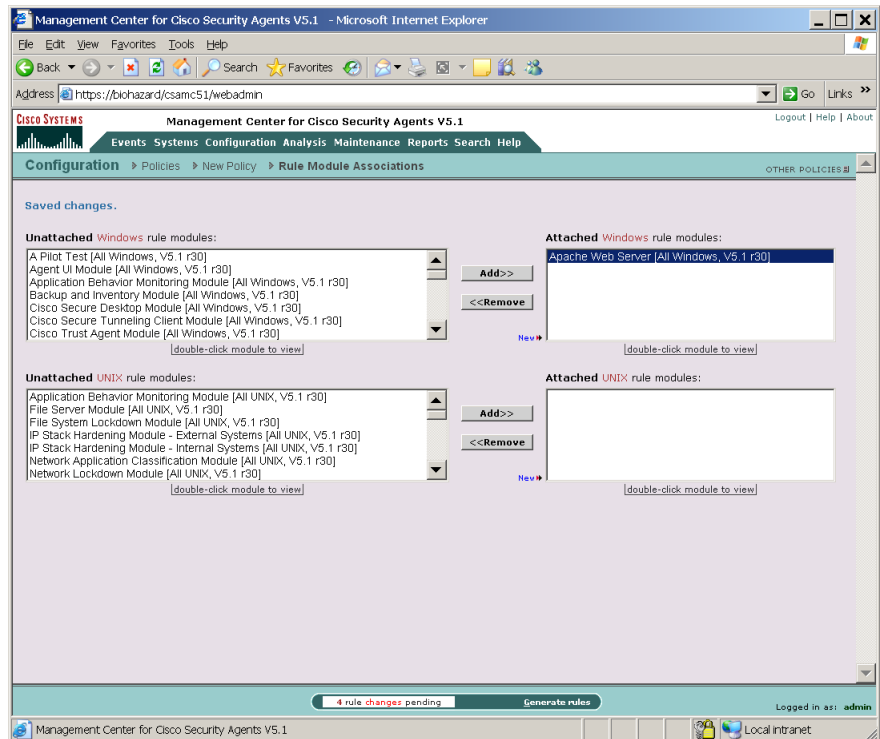 Management Center for Cisco Security Agents V5.1 - Microsoft Internet Explorer
File Edit View Favorites Tools Help
Back Search Favorites
Address https://biohazard/csamc51/webadmin Go Links »
CISCO SYSTEMS
Management Center for Cisco Security Agents V5.1
Logout | Help | About
Events Systems Configuration Analysis Maintenance Reports Search Help
Configuration Policies New Policy Rule Module Associations
OTHER POLICIES
Saved changes.
Unattached Windows rule modules:
A Pilot Test [All Windows, V5.1 r30]
Agent UI Module [All Windows, V5.1 r30]
Application Behavior Monitoring Module [All Windows, V5.1 r30]
Backup and Inventory Module [All Windows, V5.1 r30]
Cisco Secure Desktop Module [All Windows, V5.1 r30]
Cisco Secure Tunneling Client Module [All Windows, V5.1 r30]
Cisco Trust Agent Module [All Windows, V5.1 r30]
double-click module to view
Add>>
<<Remove
New
Attached Windows rule modules:
Apache Web Server [All Windows, V5.1 r30]
double-click module to view
Unattached UNIX rule modules:
Application Behavior Monitoring Module [All UNIX, V5.1 r30]
File Server Module [All UNIX, V5.1 r30]
File System Lockdown Module [All UNIX, V5.1 r30]
IP Stack Hardening Module - External Systems [All UNIX, V5.1 r30]
IP Stack Hardening Module - Internal Systems [All UNIX, V5.1 r30]
Network Application Classification Module [All UNIX, V5.1 r30]
Network Lockdown Module [All UNIX, V5.1 r30]
double-click module to view
Add>>
<<Remove
New
Attached UNIX rule modules:
double-click module to view
4 rule changes pending Generate rules
Logged in as: admin
Management Center for Cisco Security Agents V5.1
Local intranet